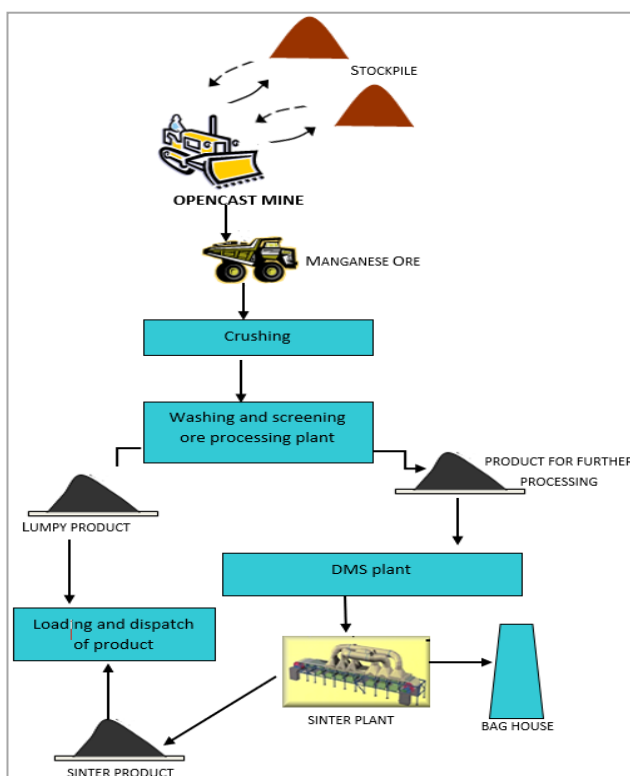 STOCKPILE
OPENCAST MINE
MANGANESE ORE
Crushing
Washing and screening
ore processing plant
PRODUCT FOR FURTHER
PROCESSING
LUMPY PRODUCT
DMS plant
Loading and dispatch
of product
SINTER PLANT
BAG HOUSE
SINTER PRODUCT